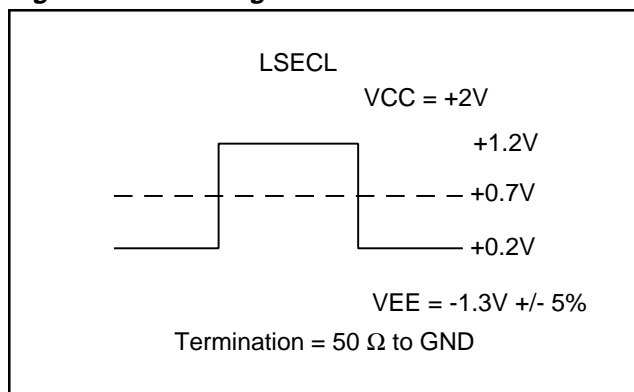 LSECL
VCC = +2V
+1.2V
+0.7V
+0.2V
VEE = -1.3V +/- 5%
Termination = 50 Ω to GND